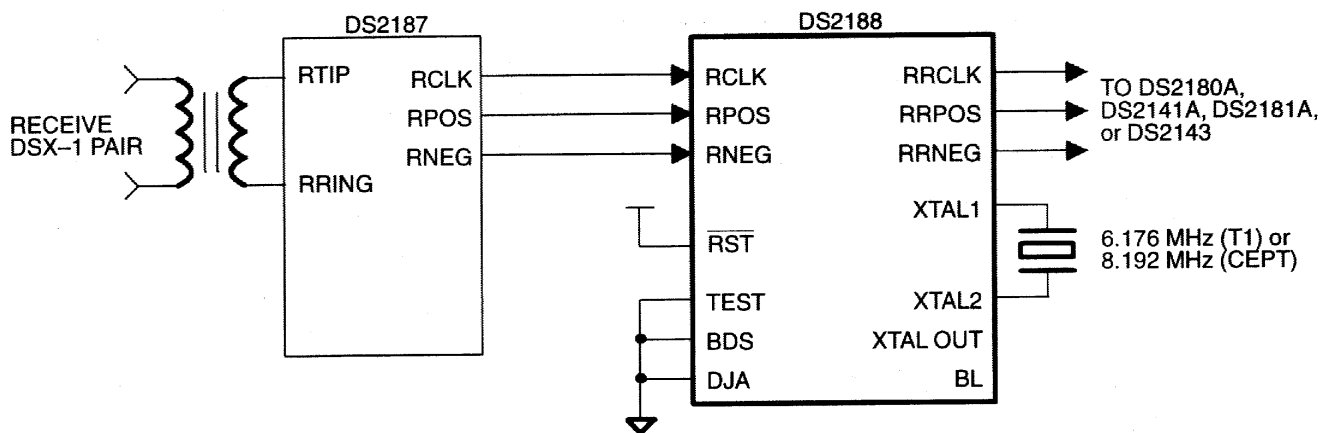 DS2187
DS2188
RECEIVE
DSX–1 PAIR
RTIP
RRING
RCLK
RPOS
RNEG
RCLK
RPOS
RNEG
RST
TEST
BDS
DJA
RRCLK
RRPOS
RRNEG
XTAL1
XTAL2
XTAL OUT
BL
TO DS2180A,
DS2141A, DS2181A,
or DS2143
6.176 MHz (T1) or
8.192 MHz (CEPT)